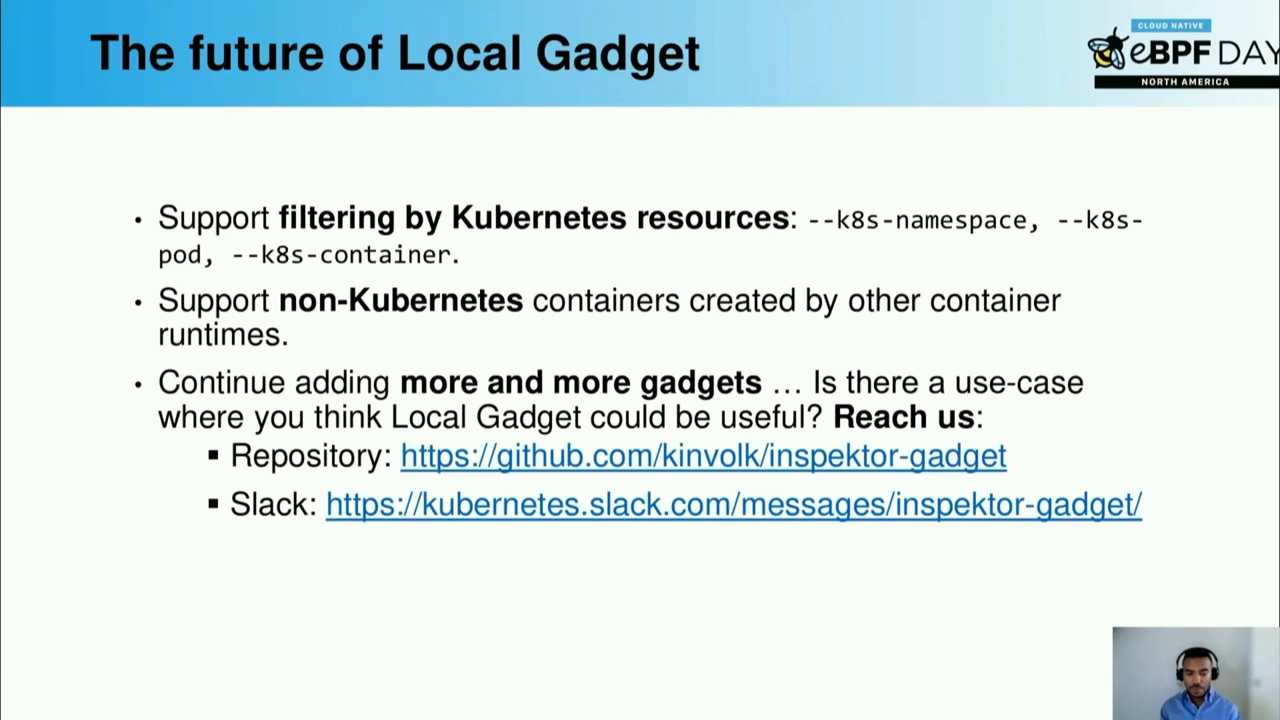 The future of Local Gadget
CLOUD NATIVE
eBPF DAY
NORTH AMERICA
• Support filtering by Kubernetes resources: --k8s-namespace, --k8s-
pod, --k8s-container.
• Support non-Kubernetes containers created by other container
runtimes.
• Continue adding more and more gadgets … Is there a use-case
where you think Local Gadget could be useful? Reach us:
▪ Repository: https://github.com/kinvolk/inspektor-gadget
▪ Slack: https://kubernetes.slack.com/messages/inspektor-gadget/